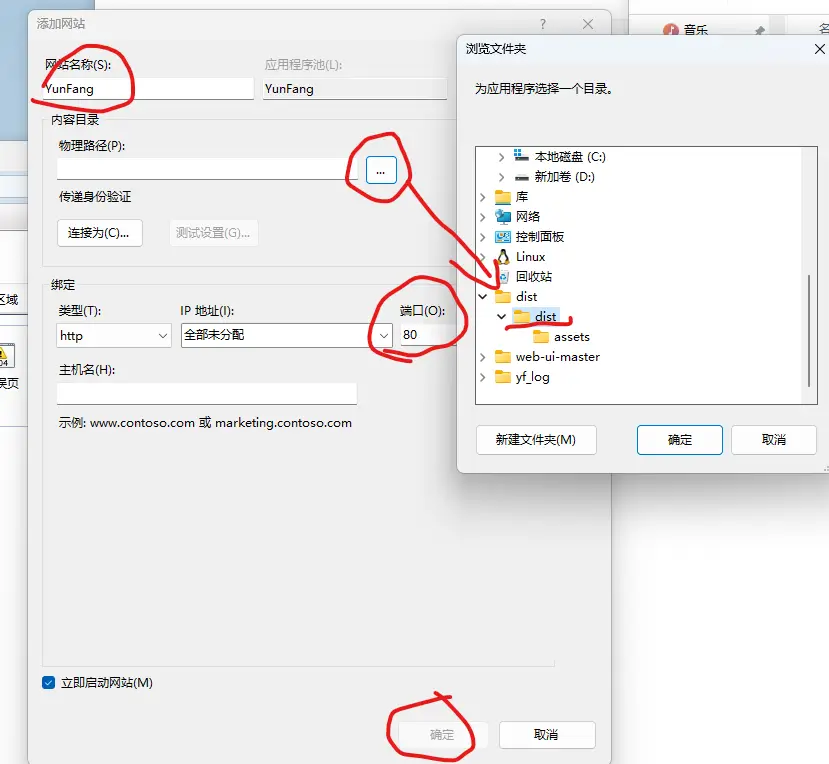 添加网站
?
网站名称(S):
应用程序池(L):
YunFang
YunFang
内容目录
物理路径(P):
...
传递身份验证
连接为(C)...
测试设置(G)...
绑定
类型(T):
IP 地址(I):
端口(O):
http
全部未分配
80
主机名(H):
示例: www.contoso.com 或 marketing.contoso.com
立即启动网站(M)
确定
取消
音乐
名
浏览文件夹
为应用程序选择一个目录。
本地磁盘 (C:)
新加卷 (D:)
库
网络
控制面板
Linux
回收站
dist
dist
assets
web-ui-master
yf_log
新建文件夹(M)
确定
取消
区域
04
误页